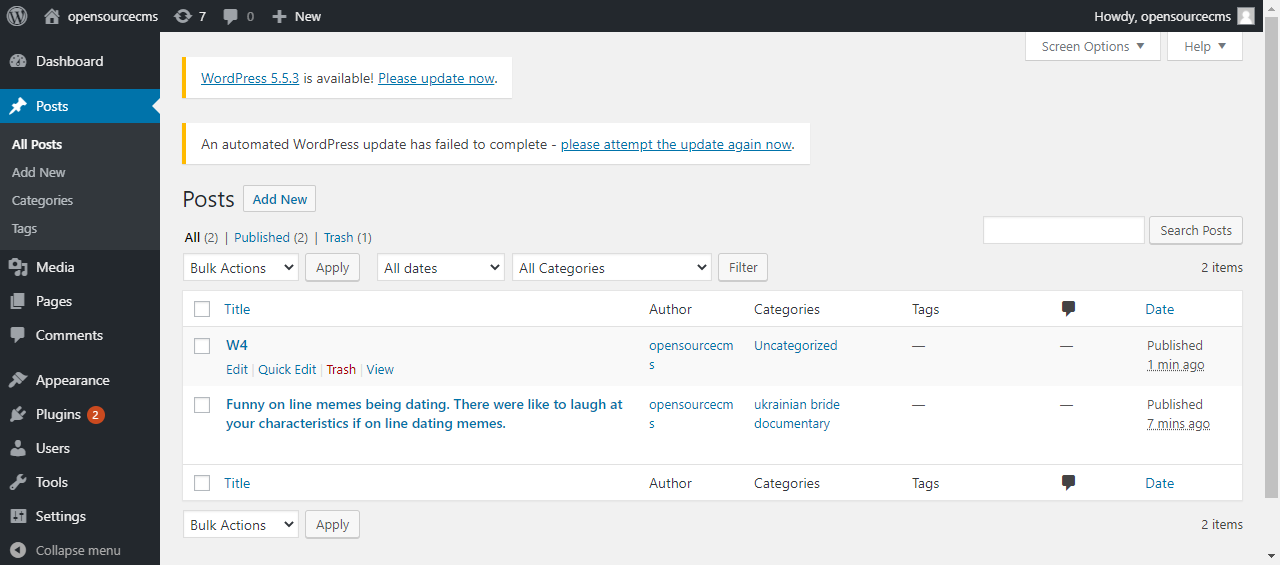 opensourcecms 7 0 New Howdy, opensourcecms
Screen Options Help
Dashboard
Posts
All Posts
Add New
Categories
Tags
Media
Pages
Comments
Appearance
Plugins 2
Users
Tools
Settings
Collapse menu
WordPress 5.5.3 is available! Please update now.
An automated WordPress update has failed to complete - please attempt the update again now.
Posts Add New
All (2) | Published (2) | Trash (1)
Search Posts
Bulk Actions Apply All dates All Categories Filter 2 items
Title Author Categories Tags Date
W4 opensourcecm Uncategorized — — Published
s 1 min ago
Edit | Quick Edit | Trash | View
Funny on line memes being dating. There were like to laugh at opensourcecm ukrainian bride — — Published
your characteristics if on line dating memes. s documentary 7 mins ago
Title Author Categories Tags Date
Bulk Actions Apply 2 items